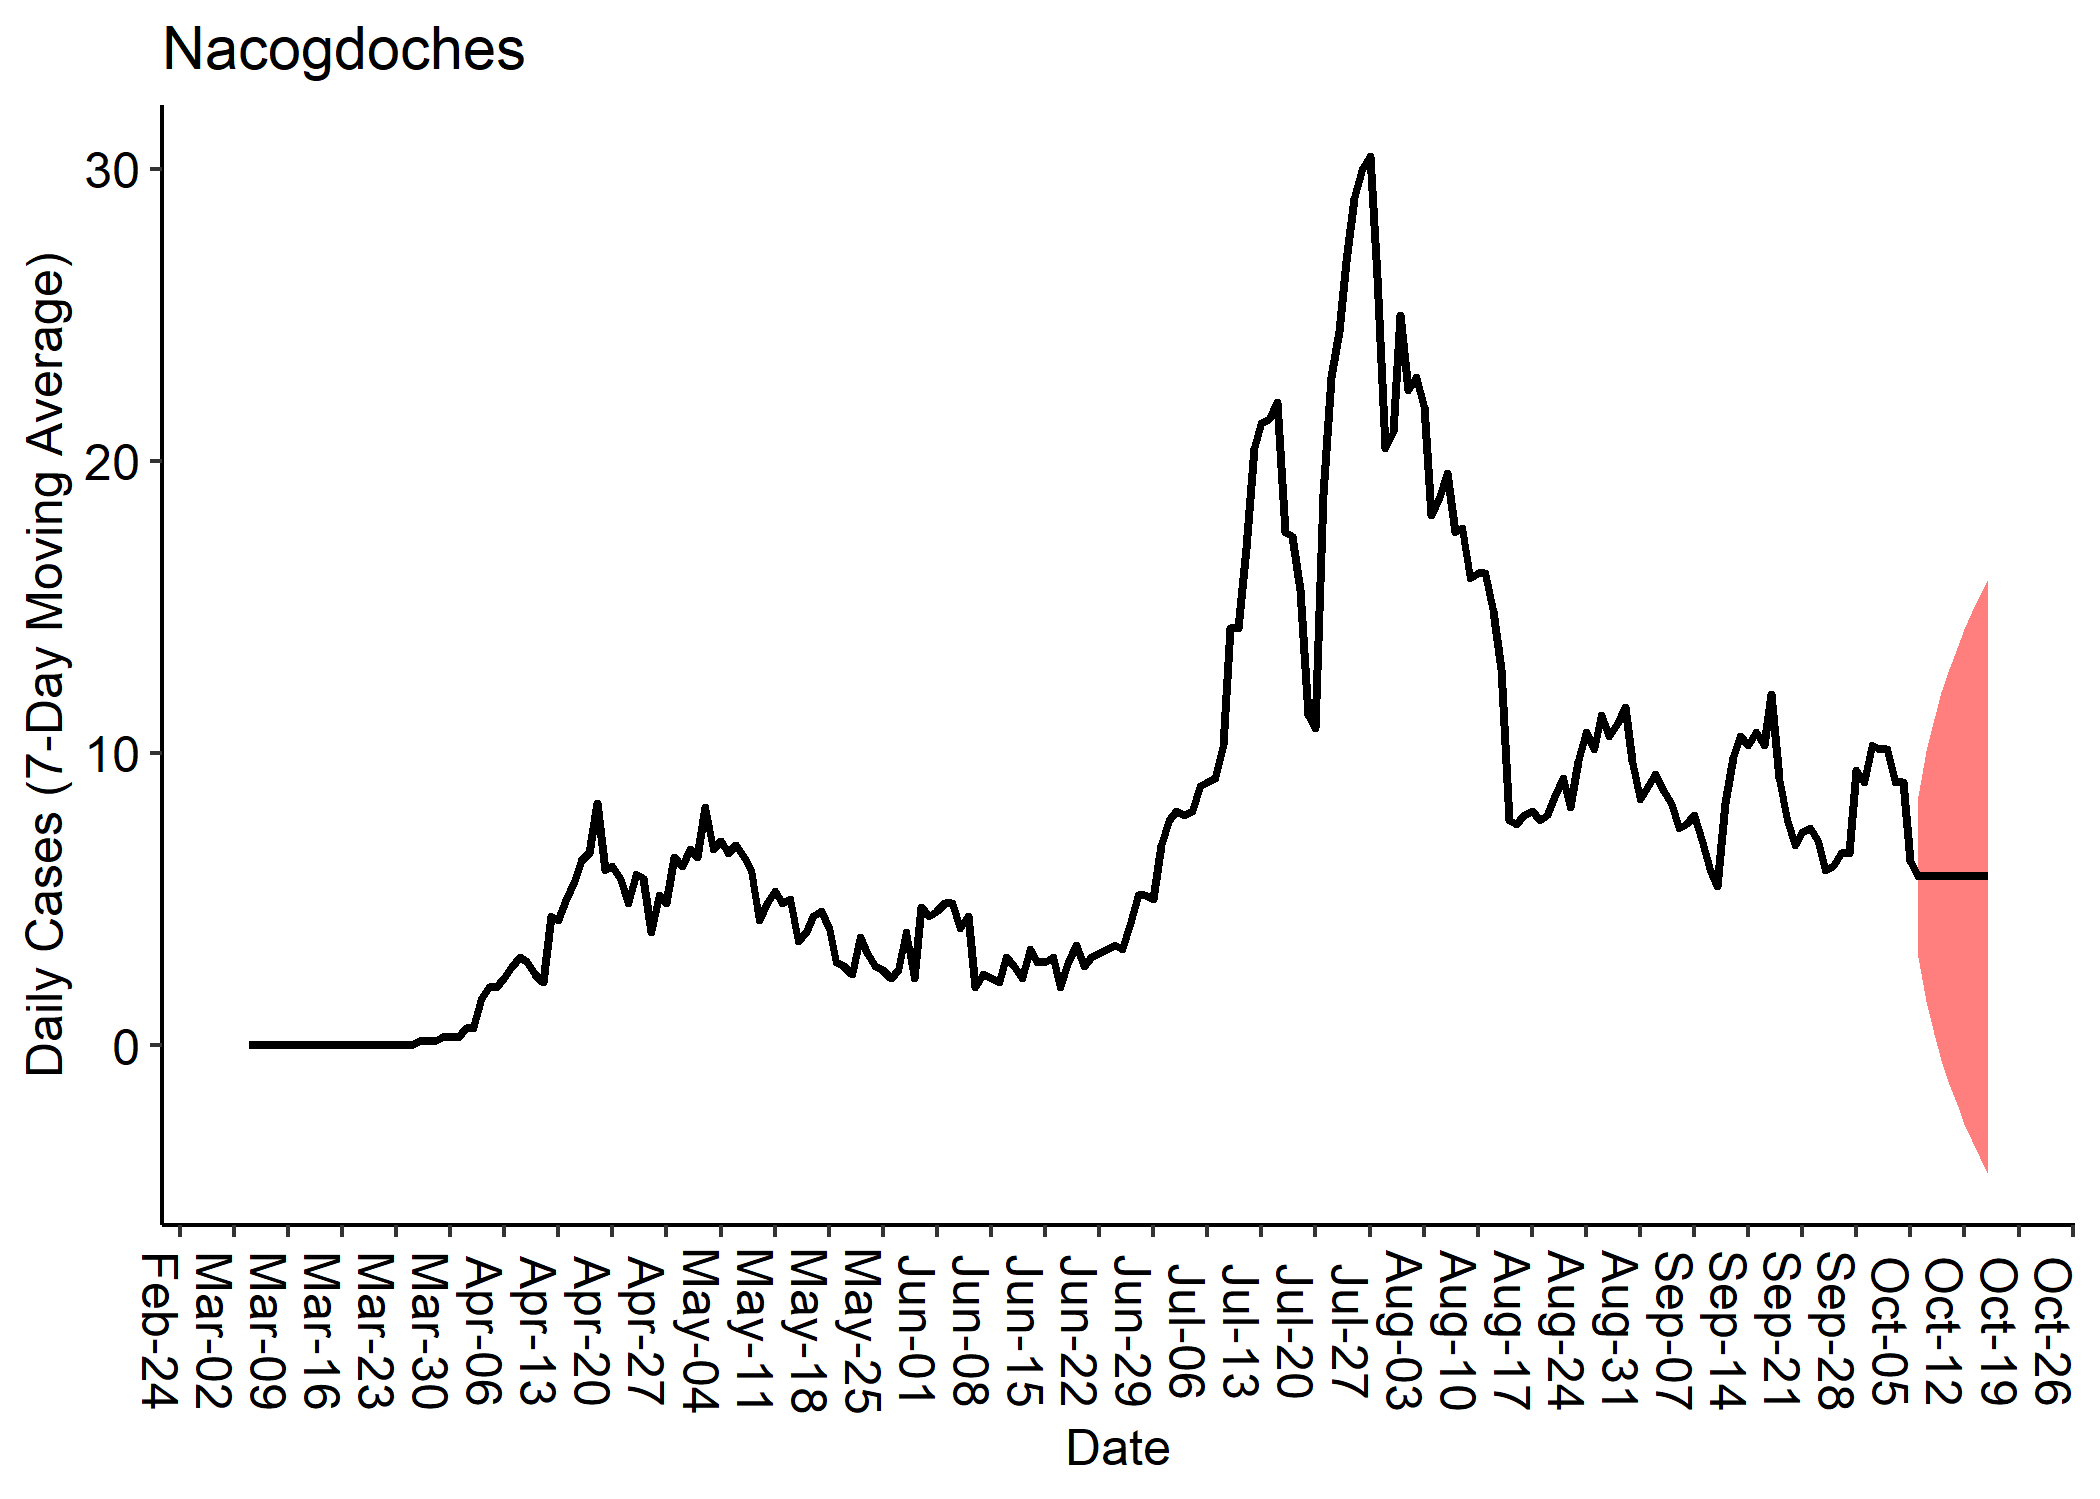 Nacogdoches
Daily Cases (7-Day Moving Average)
30
20
10
0
Feb-24
Mar-02
Mar-09
Mar-16
Mar-23
Mar-30
Apr-06
Apr-13
Apr-20
Apr-27
May-04
May-11
May-18
May-25
Jun-01
Jun-08
Jun-15
Jun-22
Jun-29
Jul-06
Jul-13
Jul-20
Jul-27
Aug-03
Aug-10
Aug-17
Aug-24
Aug-31
Sep-07
Sep-14
Sep-21
Sep-28
Oct-05
Oct-12
Oct-19
Oct-26
Date